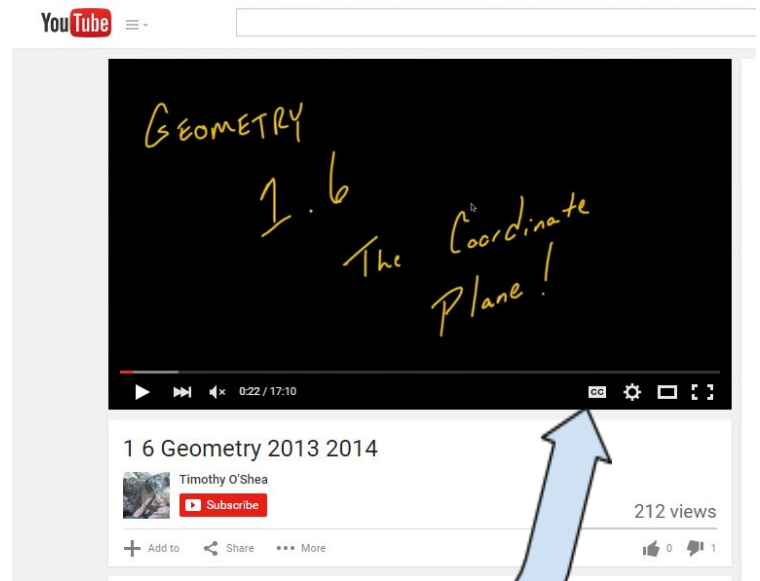 YouTube
GEOMETRY
1.6
The Coordinate
Plane!
0:22 / 17:10
CC
1 6 Geometry 2013 2014
Timothy O'Shea
Subscribe
212 views
Add to
Share
More
0
1